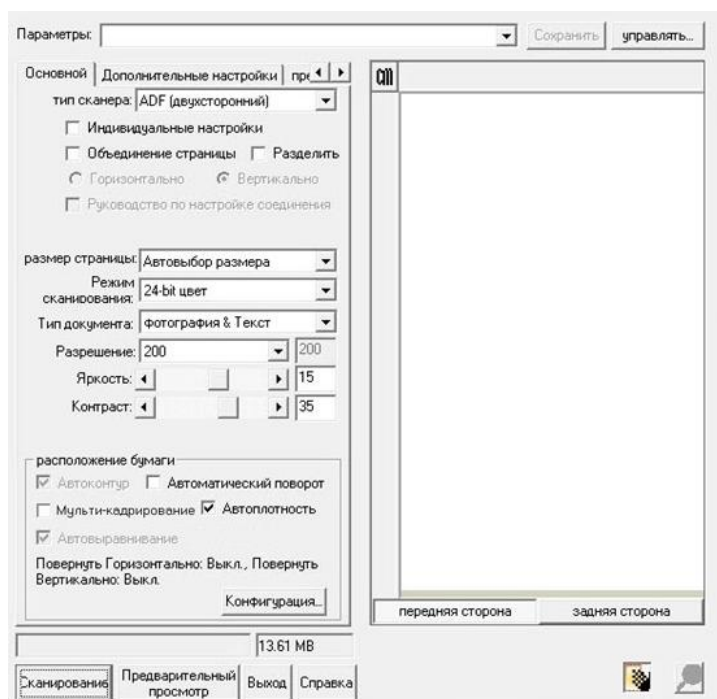 Параметры: Сохранить управлять...
Основной Дополнительные настройки
тип сканера: ADF (двухсторонний)
Индивидуальные настройки
Объединение страницы Разделить
Горизонтально Вертикально
Руководство по настройке соединения
размер страницы: Автовыбор размера
Режим
сканирования: 24-bit цвет
Тип документа: фотография & Текст
Разрешение: 200 200
Яркость: 15
Контраст: 35
расположение бумаги
Автоконтур Автоматический поворот
Мульти-кадрирование Автоплотность
Автовыравнивание
Повернуть Горизонтально: Выкл., Повернуть
Вертикально: Выкл.
Конфигурация...
13.61 MB
Сканирование Предварительный
просмотр Выход Справка
cm
передняя сторона задняя сторона